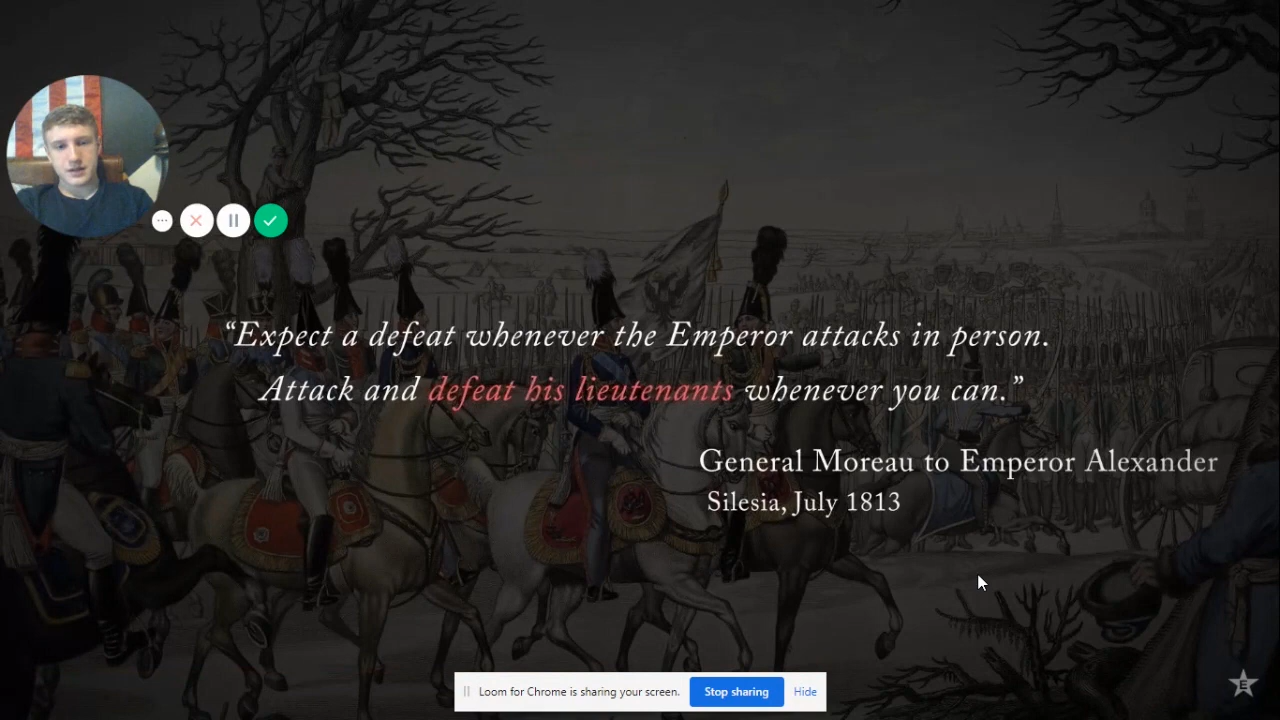 “Expect a defeat whenever the Emperor attacks in person.
Attack and defeat his lieutenants whenever you can.”
General Moreau to Emperor Alexander
Silesia, July 1813
Loom for Chrome is sharing your screen. Stop sharing Hide
E